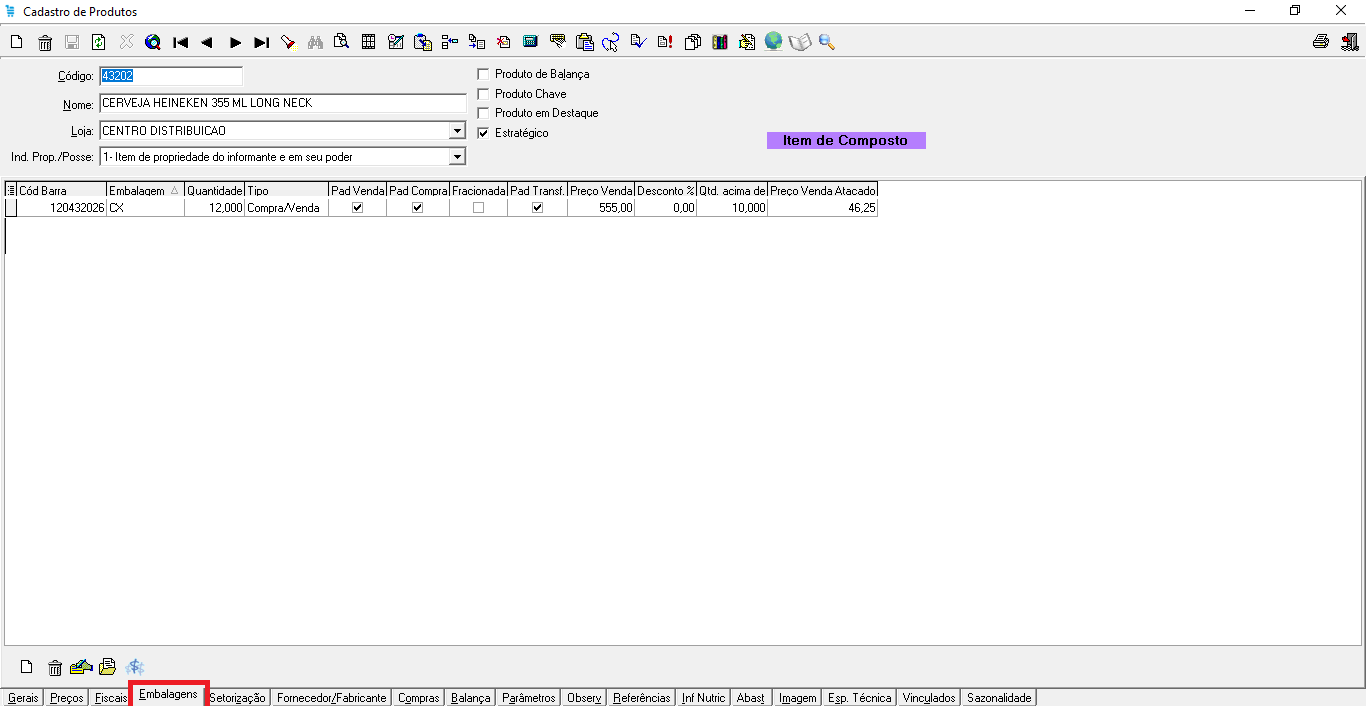 Cadastro de Produtos
Código: 43202
Nome: CERVEJA HEINEKEN 355 ML LONG NECK
Loja: CENTRO DISTRIBUICAO
Ind. Prop./Posse: 1- Item de propriedade do informante e em seu poder
Produto de Balança
Produto Chave
Produto em Destaque
Estratégico
Item de Composto
Cód Barra Embalagem Quantidade Tipo Pad Venda Pad Compra Fracionada Pad Transf. Preço Venda Desconto % Qtd. acima de Preço Venda Atacado
120432026 CX 12,000 Compra/Venda 555,00 0,00 10,000 46,25
Gerais Preços Fiscais Embalagens Setorização Fornecedor/Fabricante Compras Balança Parâmetros Observ Referências Inf Nutric Abast Imagem Esp. Técnica Vinculados Sazonalidade